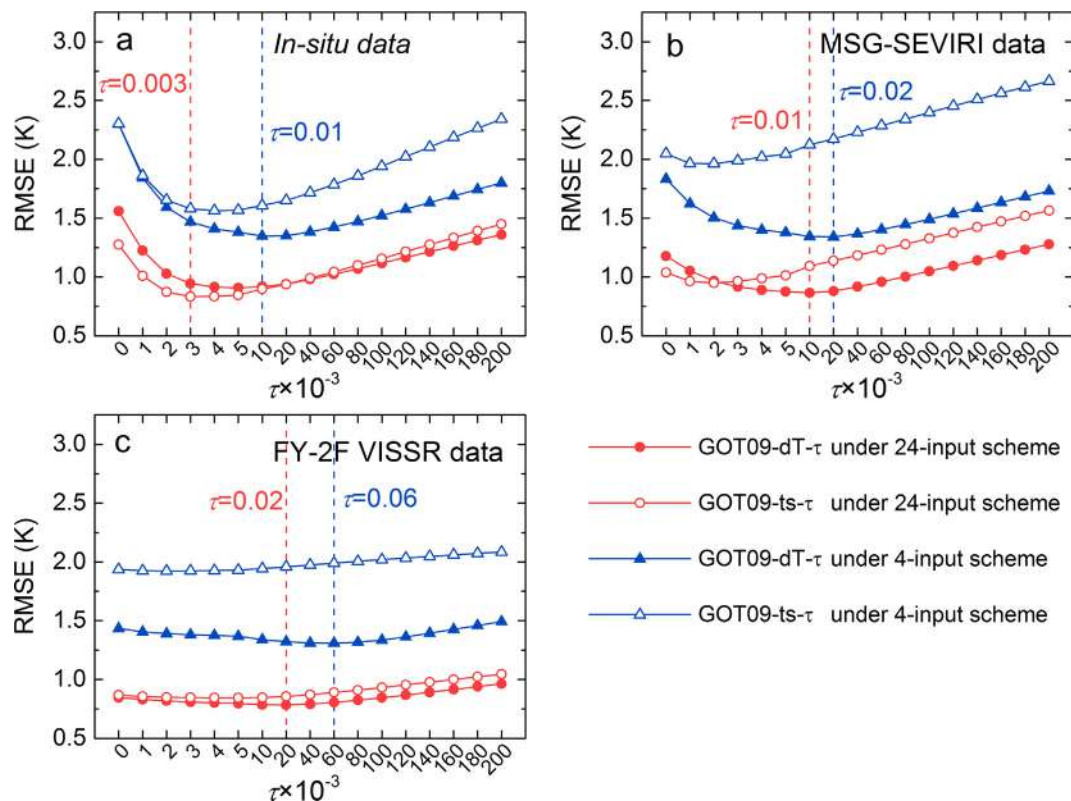 a
In-situ data
τ=0.003
τ=0.01
RMSE (K)
3.0
2.5
2.0
1.5
1.0
0.5
0 1 2 3 4 5 10 20 40 60 80 100 120 140 160 180 200
τ×10⁻³
b
MSG-SEVIRI data
τ=0.01
τ=0.02
RMSE (K)
3.0
2.5
2.0
1.5
1.0
0.5
0 1 2 3 4 5 10 20 40 60 80 100 120 140 160 180 200
τ×10⁻³
c
FY-2F VISSR data
τ=0.02
τ=0.06
RMSE (K)
3.0
2.5
2.0
1.5
1.0
0.5
0 1 2 3 4 5 10 20 40 60 80 100 120 140 160 180 200
τ×10⁻³
GOT09-dT-τ under 24-input scheme
GOT09-ts-τ under 24-input scheme
GOT09-dT-τ under 4-input scheme
GOT09-ts-τ under 4-input scheme